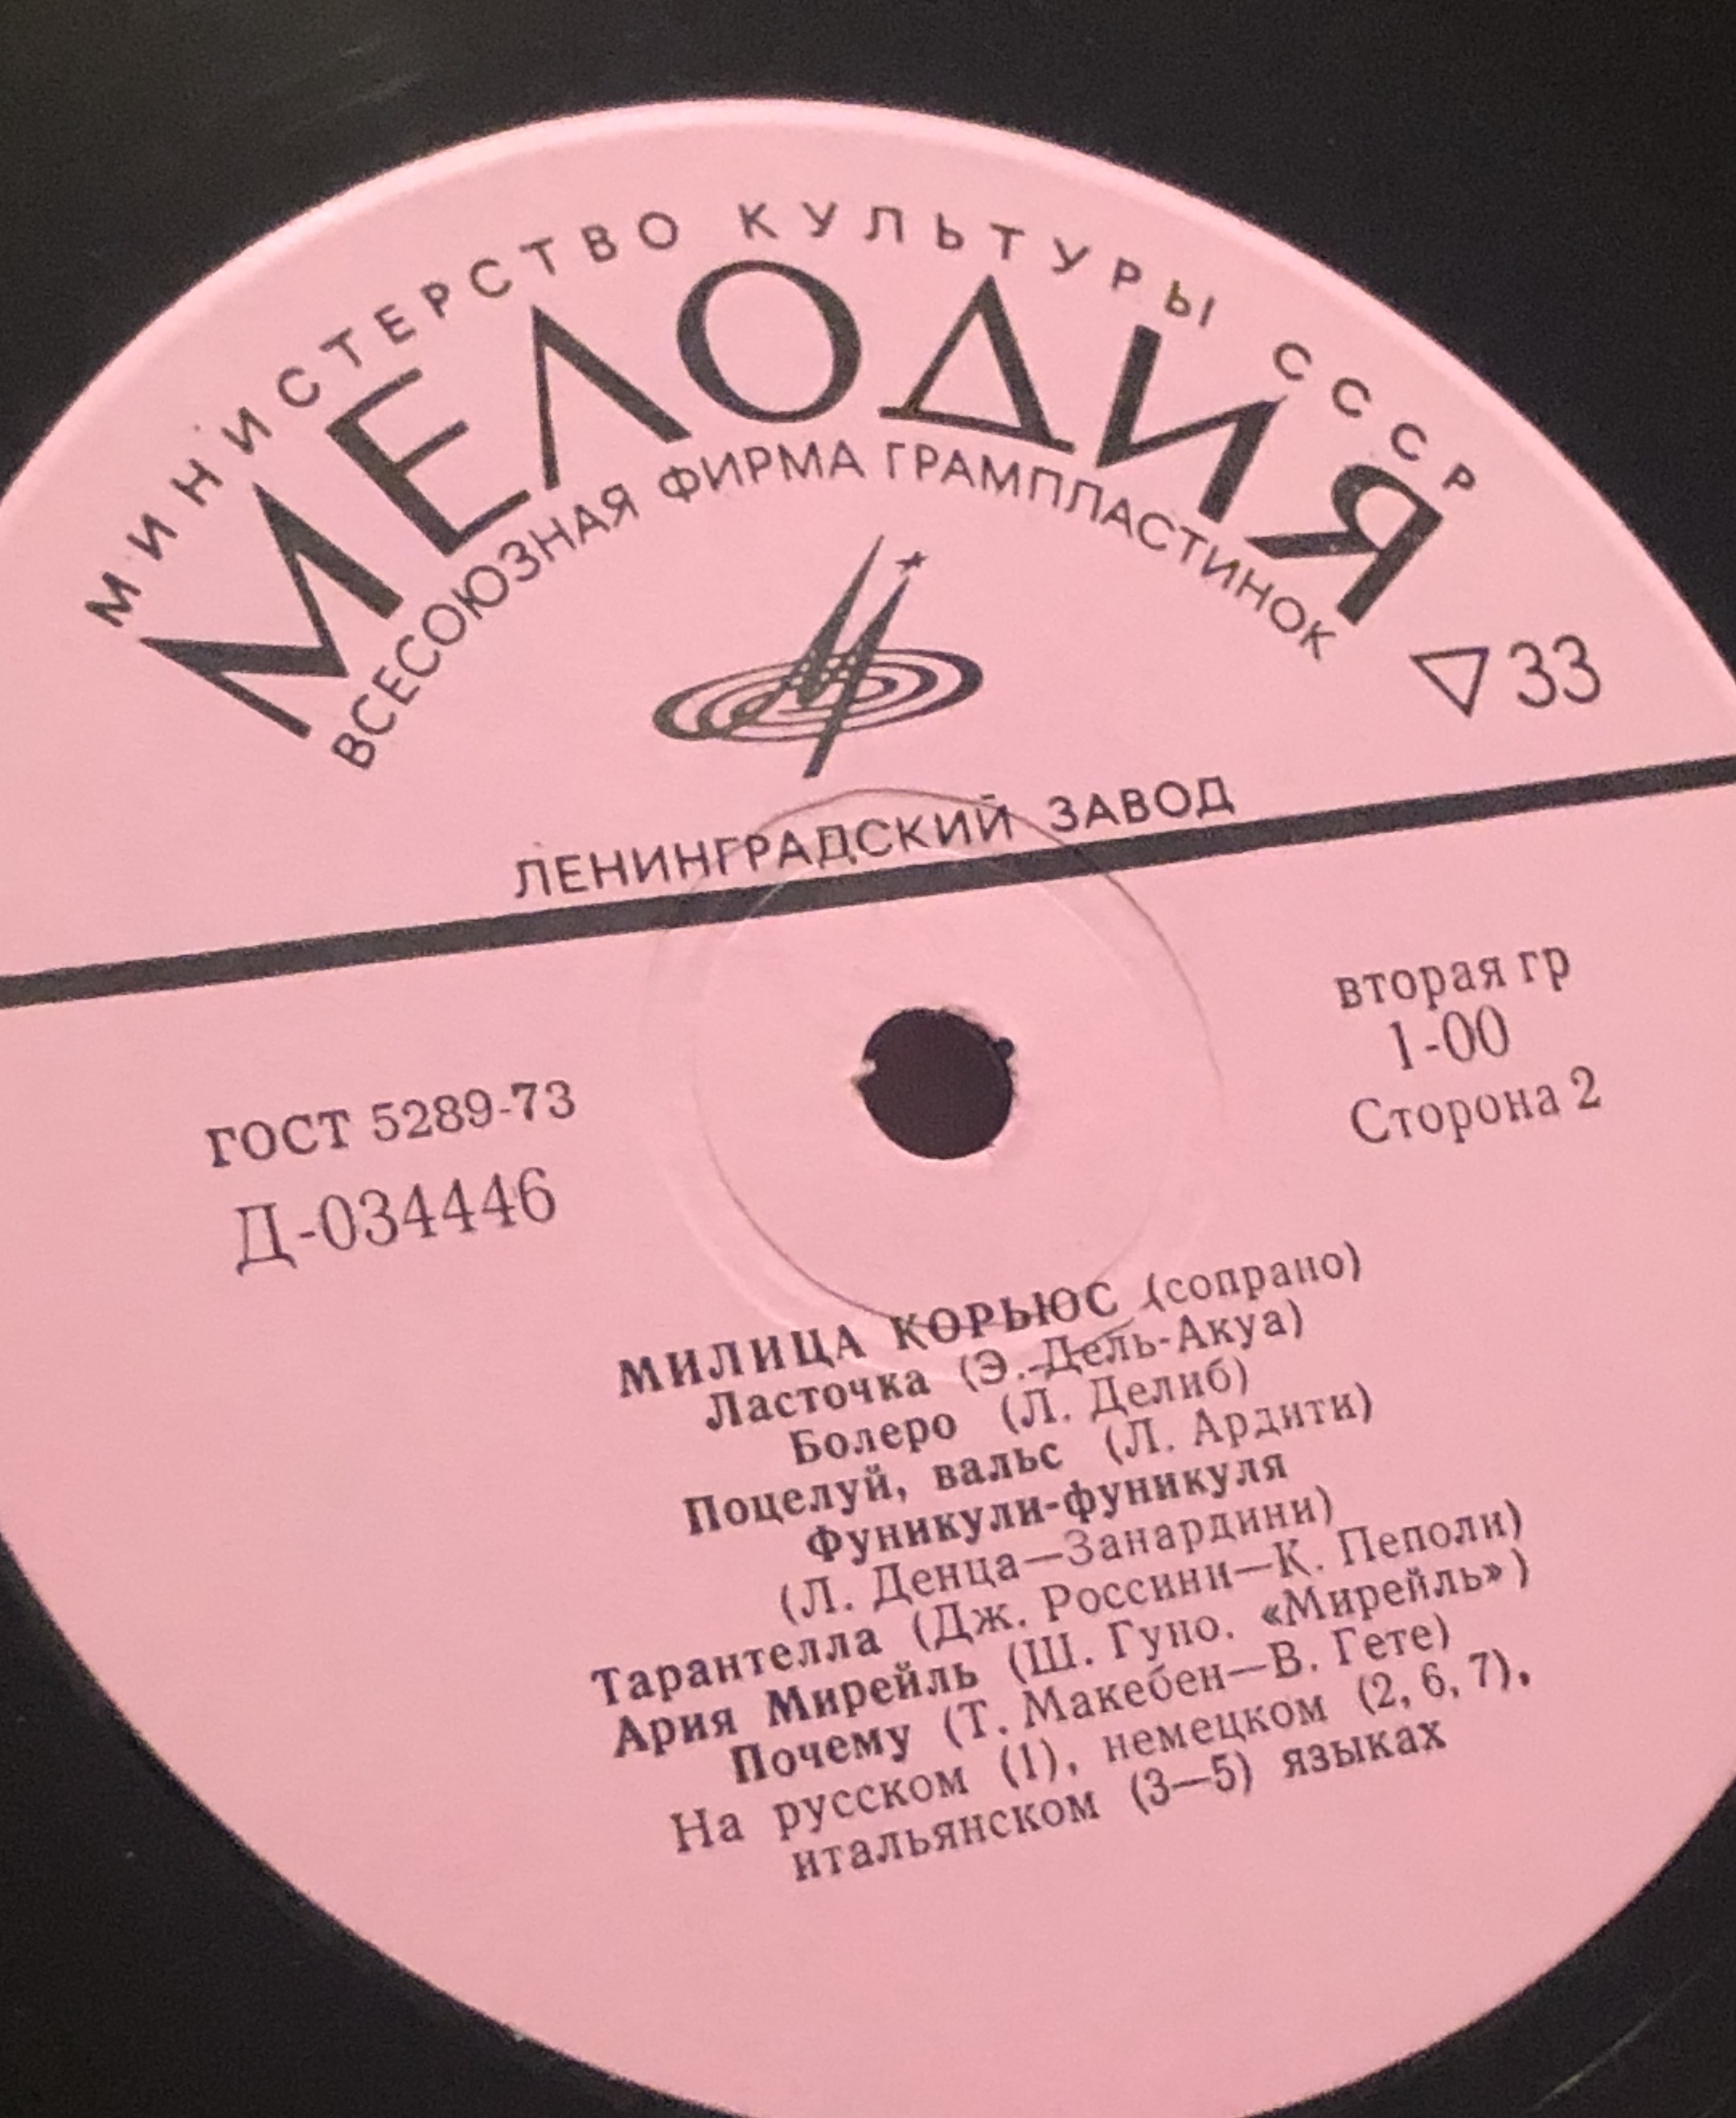 МИНИСТЕРСТВО КУЛЬТУРЫ СССР
МЕЛОДИЯ
ВСЕСОЮЗНАЯ ФИРМА ГРАМПЛАСТИНОК
▽33
ЛЕНИНГРАДСКИЙ ЗАВОД
ГОСТ 5289-73
Д-034446
вторая гр
1-00
Сторона 2
МИЛИЦА КОРЬЮС (сопрано)
Ласточка (Э. Дель-Акуа)
Болеро (Л. Делиб)
Поцелуй, вальс (Л. Ардити)
Фуникули-фуникуля
(Л. Денца—Занардини)
Тарантелла (Дж. Россини—К. Пеполи)
Ария Мирейль (Ш. Гуно. «Мирейль»)
Почему (Т. Макебен—В. Гете)
На русском (1), немецком (2, 6, 7),
итальянском (3—5) языках